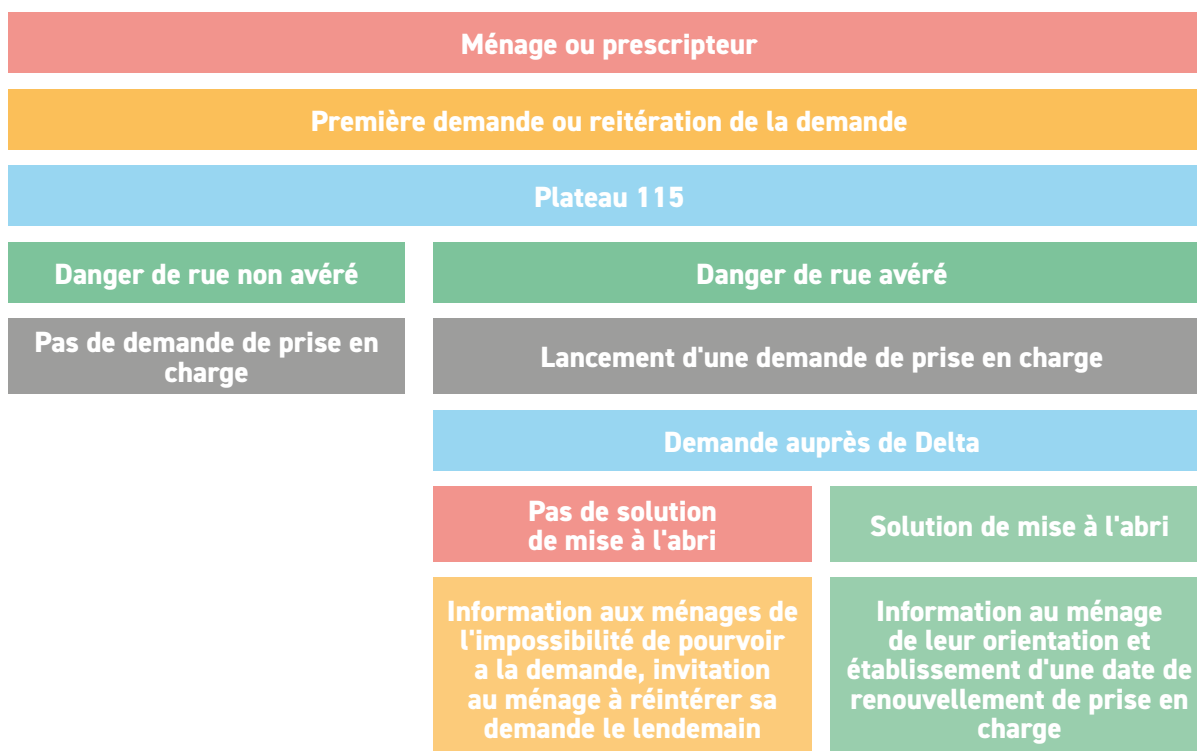 Ménage ou prescripteur
Première demande ou reitération de la demande
Plateau 115
Danger de rue non avéré
Danger de rue avéré
Pas de demande de prise en
charge
Lancement d'une demande de prise en charge
Demande auprès de Delta
Pas de solution
de mise à l'abri
Solution de mise à l'abri
Information aux ménages de
l'impossibilité de pourvoir
a la demande, invitation
au ménage à réintérer sa
demande le lendemain
Information au ménage
de leur orientation et
établissement d'une date de
renouvellement de prise en
charge